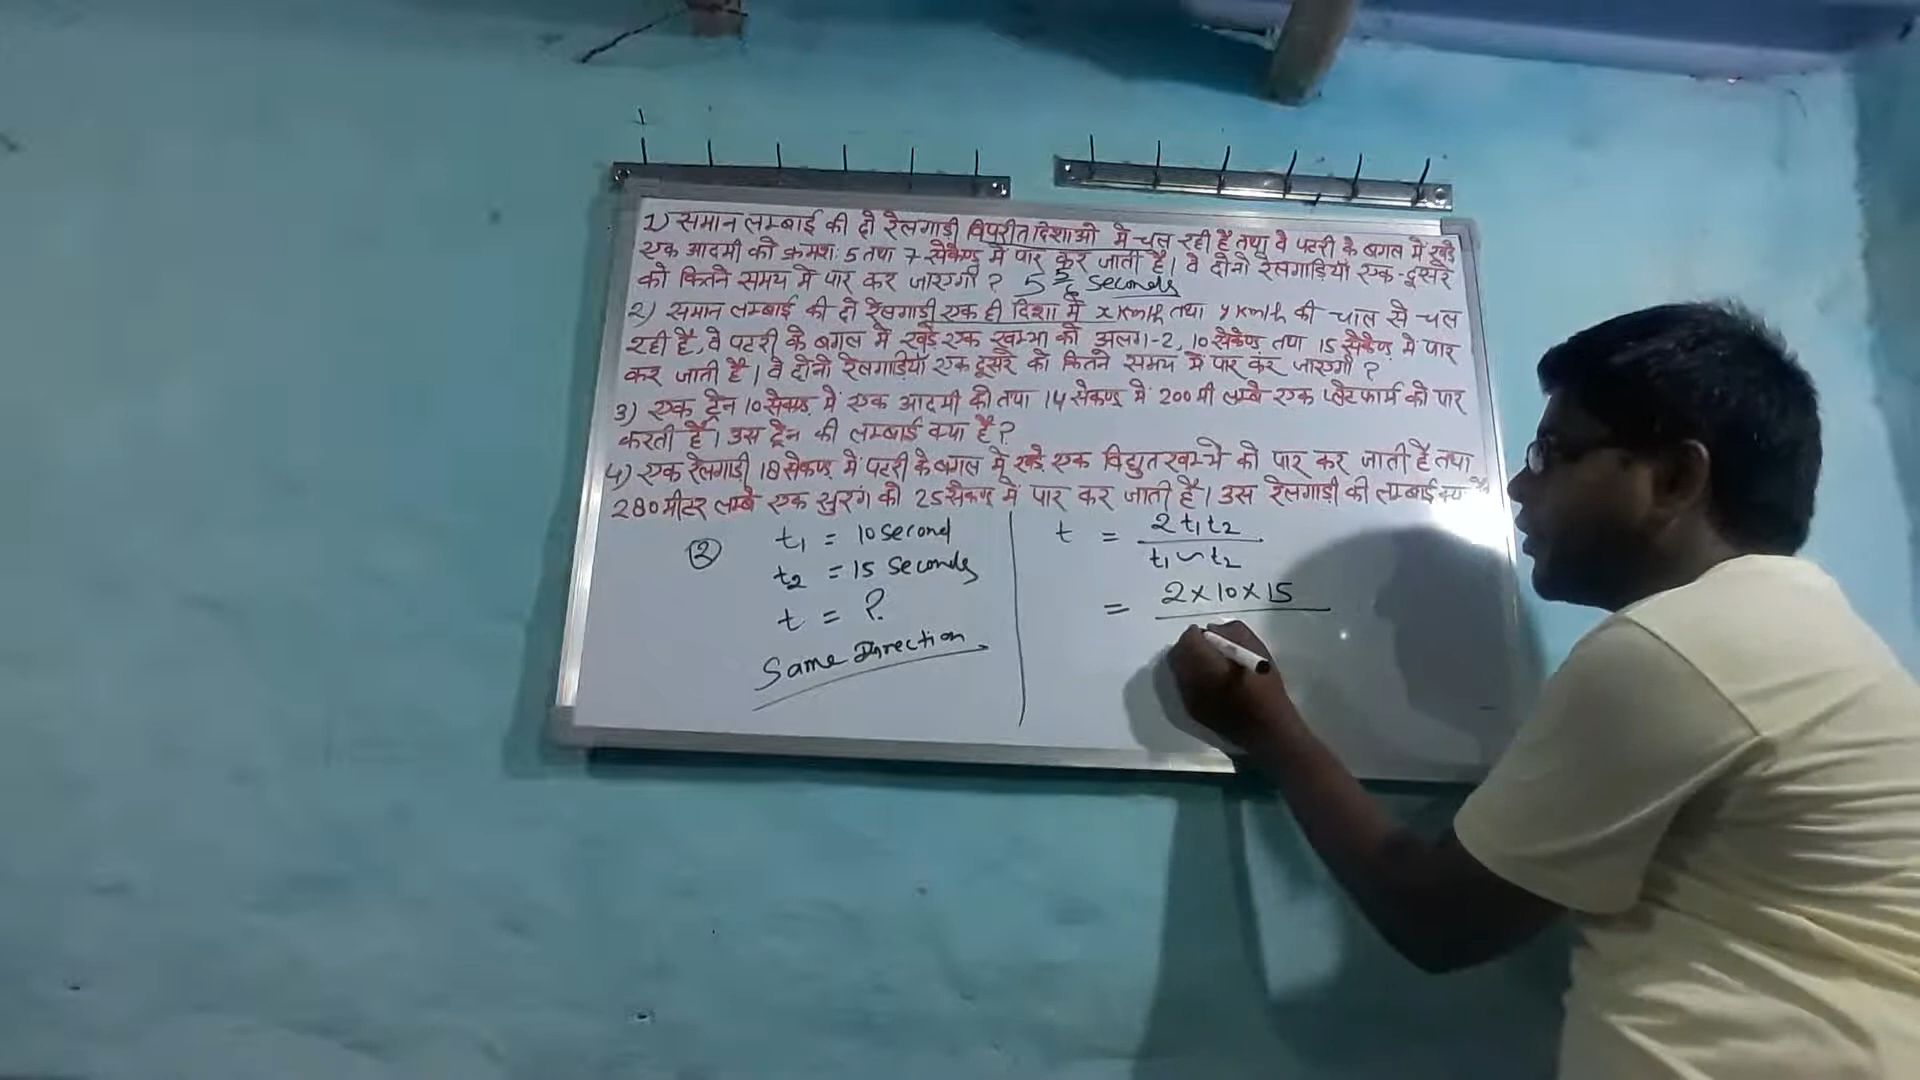 1) समान लम्बाई की दो रेलगाड़ी विपरीत दिशाओं में चल रही हैं तथा वे पटरी के बगल में खड़े
एक आदमी को क्रमशः 5 तथा 7 सेकेण्ड में पार कर जाती हैं। वे दोनों रेलगाड़ियाँ एक-दूसरे
को कितने समय में पार कर जाएगी ? 5 5/6 seconds
2) समान लम्बाई की दो रेलगाड़ी एक ही दिशा में x km/h तथा y km/h की चाल से चल
रही है, वे पटरी के बगल में खड़े एक खम्भा को अलग-2, 10 सेकेण्ड तथा 15 सेकेण्ड में पार
कर जाती हैं। वे दोनों रेलगाड़ियाँ एक दूसरे को कितने समय में पार कर जाएगी ?
3) एक ट्रेन 10 सेकण्ड में एक आदमी को तथा 14 सेकण्ड में 200 मी लम्बे एक प्लेटफार्म को पार
करती है। उस ट्रेन की लम्बाई क्या है ?
4) एक रेलगाड़ी 18 सेकण्ड में पटरी के बगल में खड़े एक विद्युत खम्भे को पार कर जाती है तथा
280 मीटर लम्बे एक सुरंग को 25 सेकण्ड में पार कर जाती है। उस रेलगाड़ी की लम्बाई
② t₁ = 10 second
t₂ = 15 seconds
t = ?
Same Direction
t = 2 t₁ t₂ / t₁ ~ t₂
= 2 × 10 × 15